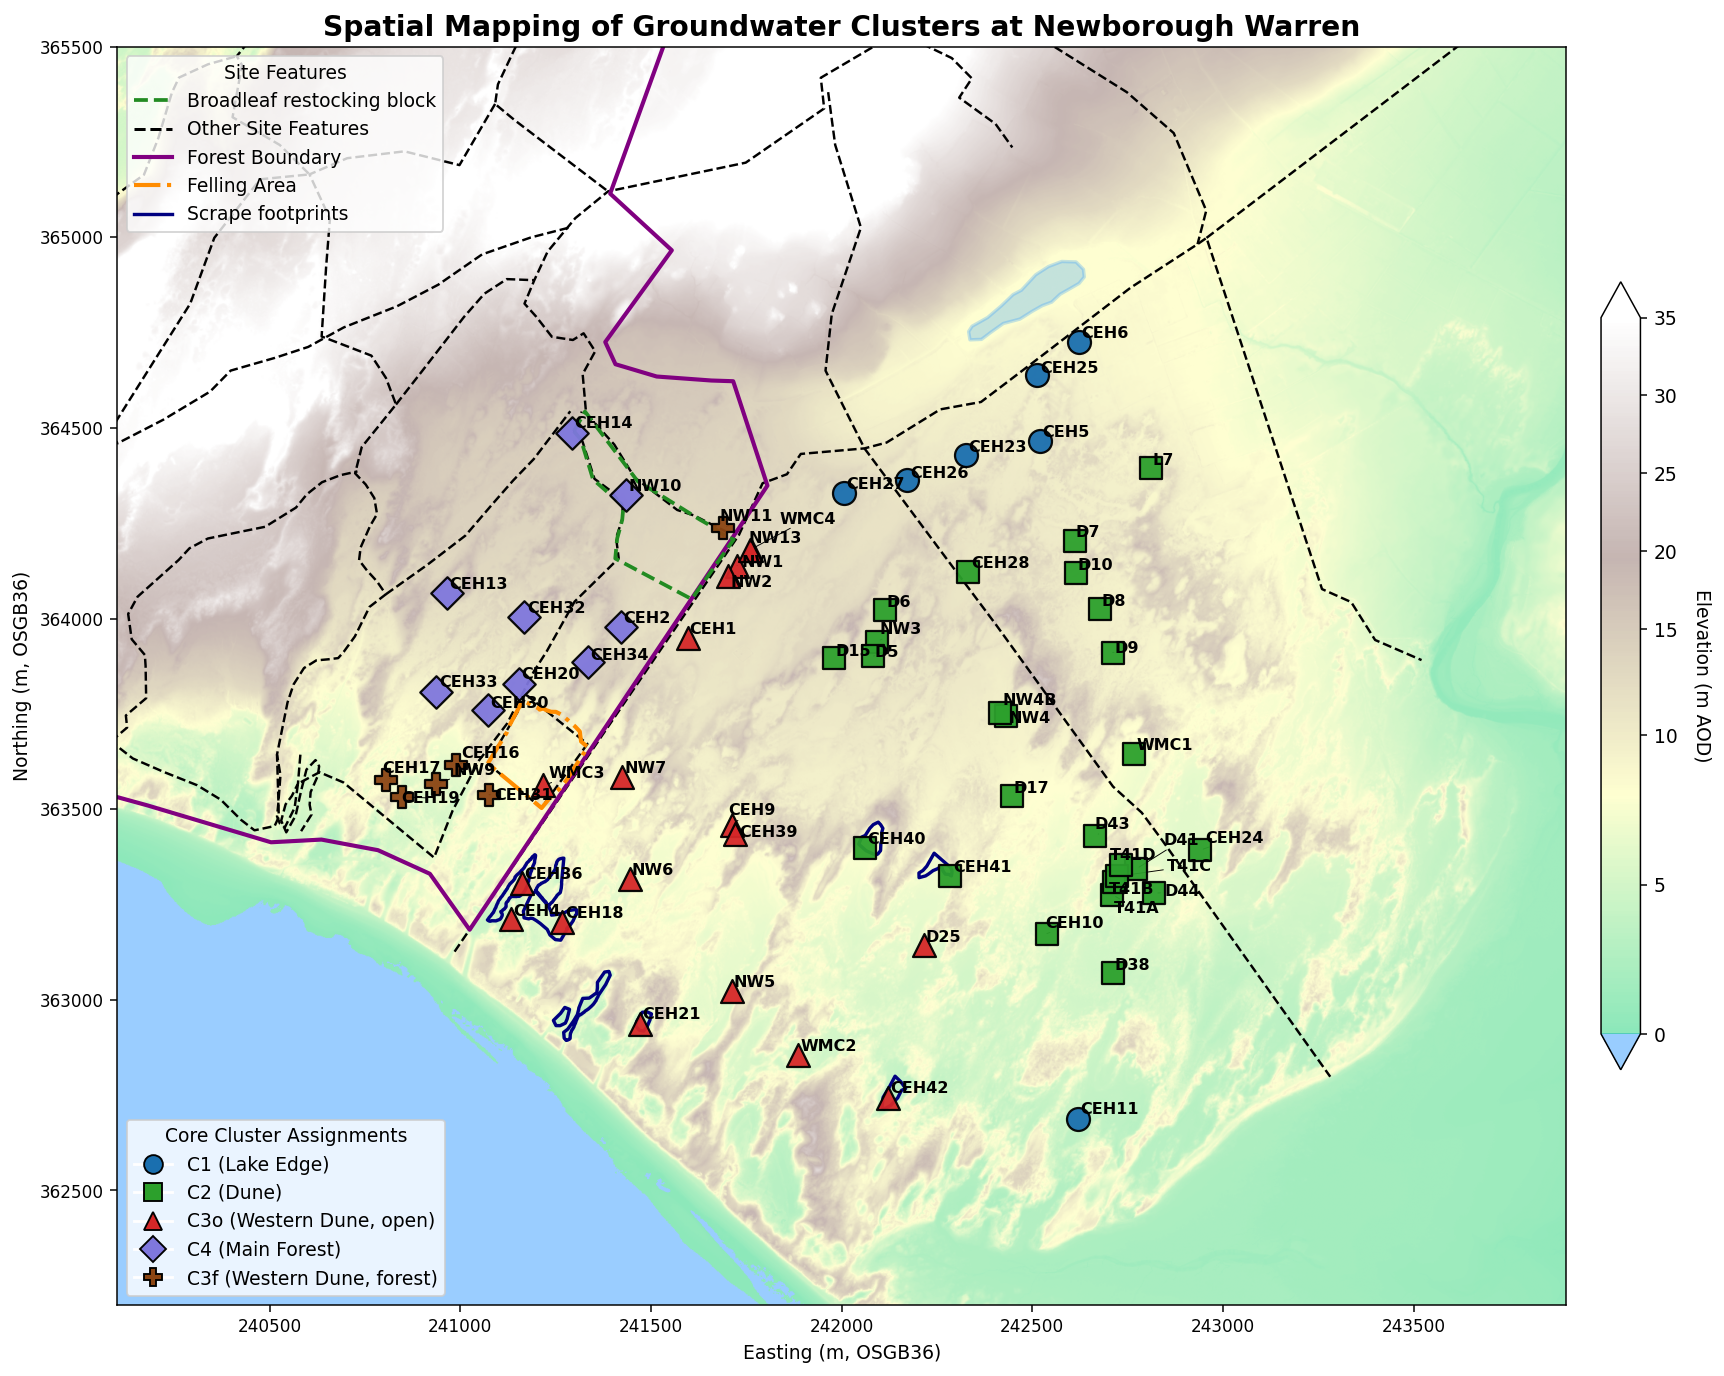 Spatial Mapping of Groundwater Clusters at Newborough Warren
365500
365000
364500
364000
363500
363000
362500
Northing (m, OSGB36)
240500
241000
241500
242000
242500
243000
243500
Easting (m, OSGB36)
Site Features
Broadleaf restocking block
Other Site Features
Forest Boundary
Felling Area
Scrape footprints
CEH6
CEH25
CEH14
CEH5
CEH23
L7
CEH26
CEH27
NW10
NW11
WMC4
NW13
D7
NW1
CEH28
D10
NW2
CEH13
CEH32
CEH2
D6
D8
CEH1
NW3
CEH34
D15
D5
D9
CEH33
CEH20
CEH30
NW4B
NW4
CEH16
WMC1
CEH17
NW9
WMC3
NW7
CEH19
CEH31
D17
CEH9
CEH39
D43
CEH40
D41
CEH24
T41D
CEH36
NW6
CEH41
T41C
T41B
D44
T41A
CEH4
CEH18
D25
CEH10
D38
NW5
CEH21
WMC2
CEH42
CEH11
Core Cluster Assignments
C1 (Lake Edge)
C2 (Dune)
C3o (Western Dune, open)
C4 (Main Forest)
C3f (Western Dune, forest)
35
30
25
20
15
10
5
0
Elevation (m AOD)